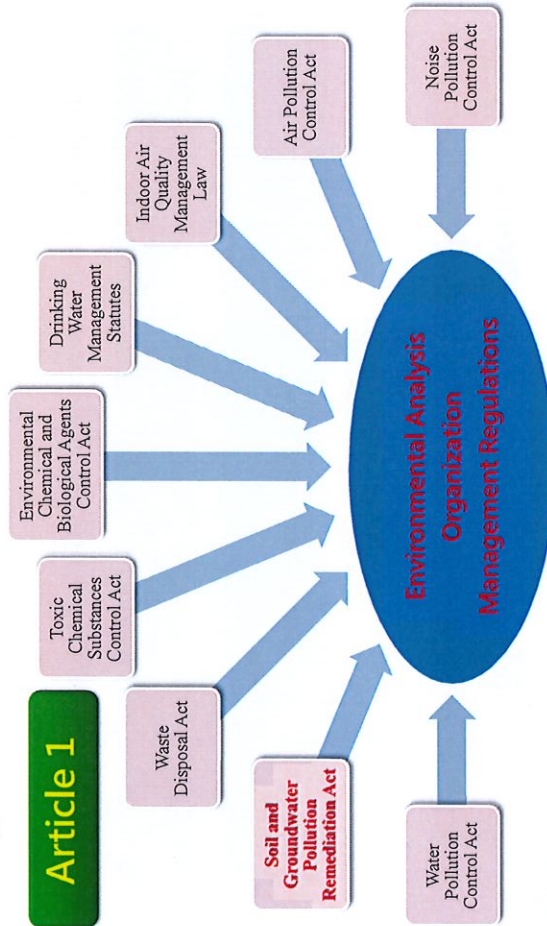 Article 1
Water
Pollution
Control Act
Soil and
Groundwater
Pollution
Remediation Act
Waste
Disposal Act
Toxic
Chemical
Substances
Control Act
Environmental
Chemical and
Biological Agents
Control Act
Drinking
Water
Management
Statutes
Indoor Air
Quality
Management
Law
Air Pollution
Control Act
Noise
Pollution
Control Act
Environmental Analysis
Organization
Management Regulations